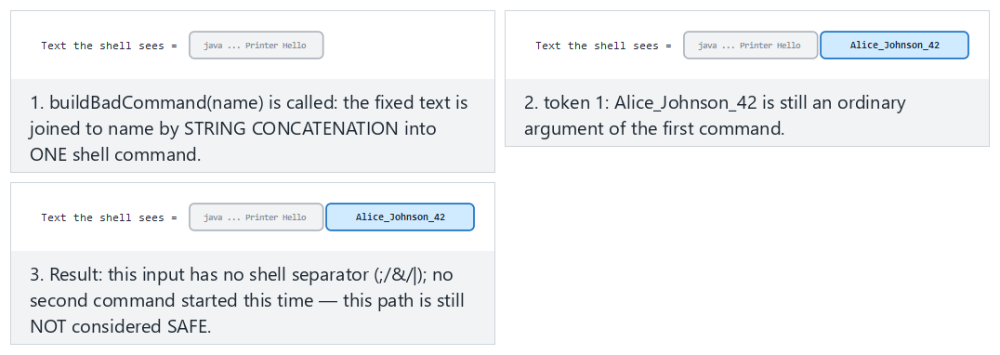 Text the shell sees = java ... Printer Hello
1. buildBadCommand(name) is called: the fixed text is
joined to name by STRING CONCATENATION into
ONE shell command.
Text the shell sees = java ... Printer Hello Alice_Johnson_42
2. token 1: Alice_Johnson_42 is still an ordinary
argument of the first command.
Text the shell sees = java ... Printer Hello Alice_Johnson_42
3. Result: this input has no shell separator (;/&/|); no
second command started this time — this path is still
NOT considered SAFE.